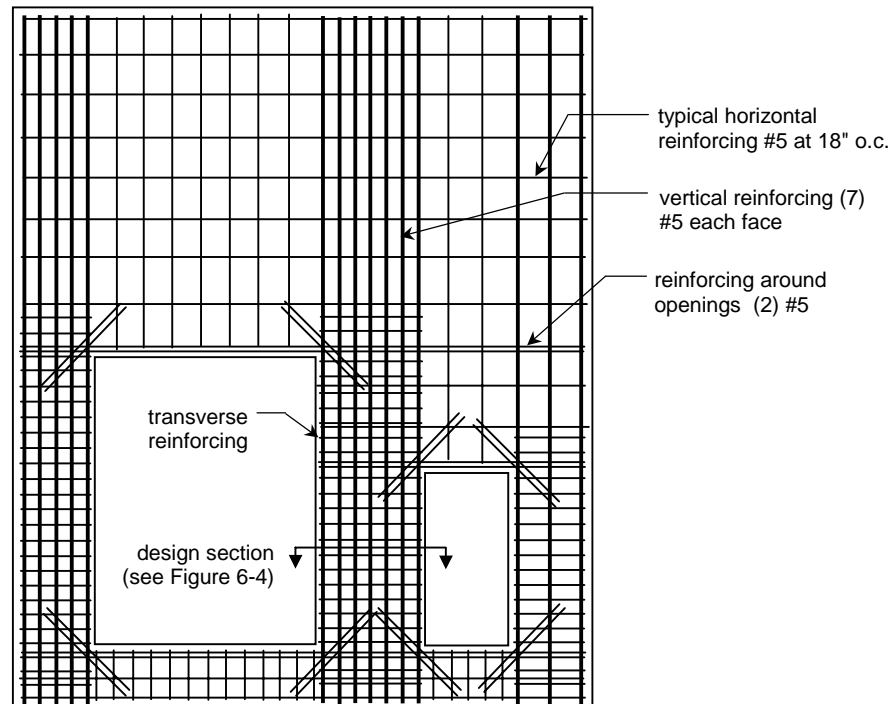 typical horizontal
reinforcing #5 at 18" o.c.
vertical reinforcing (7)
#5 each face
reinforcing around
openings (2) #5
transverse
reinforcing
design section
(see Figure 6-4)